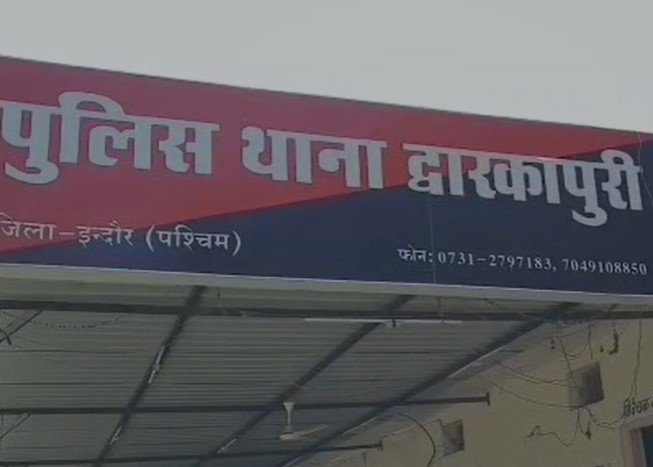 पुलिस थाना द्वारकापुरी
जिला-इन्दौर (पश्चिम)
फोन: 0731-2797183, 7049108850